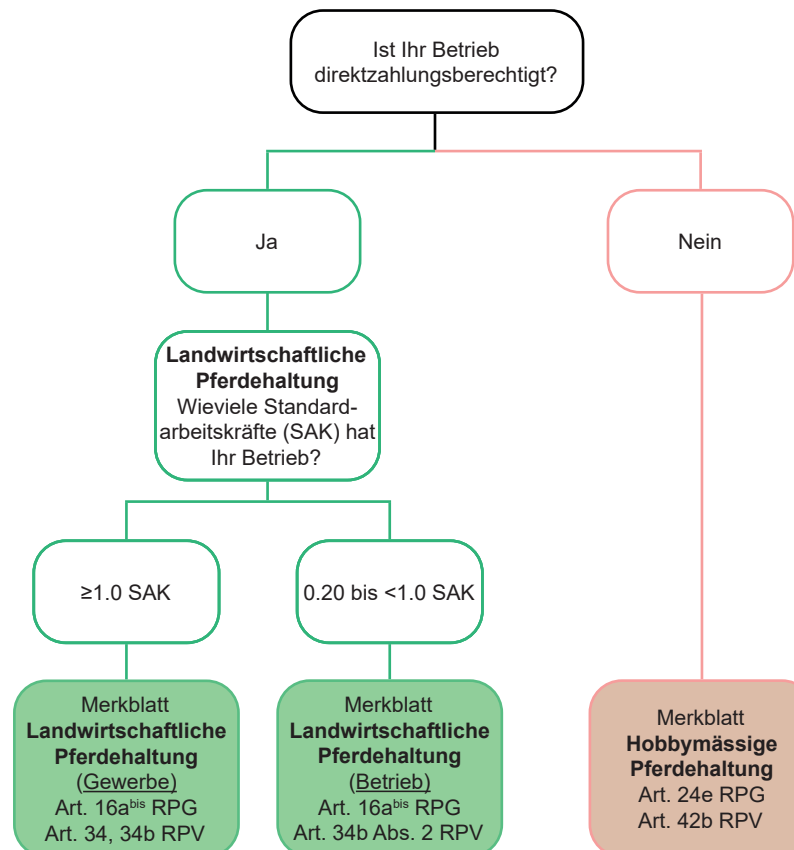 Ist Ihr Betrieb
direktzahlungsberechtigt?
Ja
Nein
Landwirtschaftliche
Pferdehaltung
Wieviele Standard-
arbeitskräfte (SAK) hat
Ihr Betrieb?
≥1.0 SAK
0.20 bis <1.0 SAK
Merkblatt
Landwirtschaftliche
Pferdehaltung
(Gewerbe)
Art. 16abis RPG
Art. 34, 34b RPV
Merkblatt
Landwirtschaftliche
Pferdehaltung
(Betrieb)
Art. 16abis RPG
Art. 34b Abs. 2 RPV
Merkblatt
Hobbymässige
Pferdehaltung
Art. 24e RPG
Art. 42b RPV